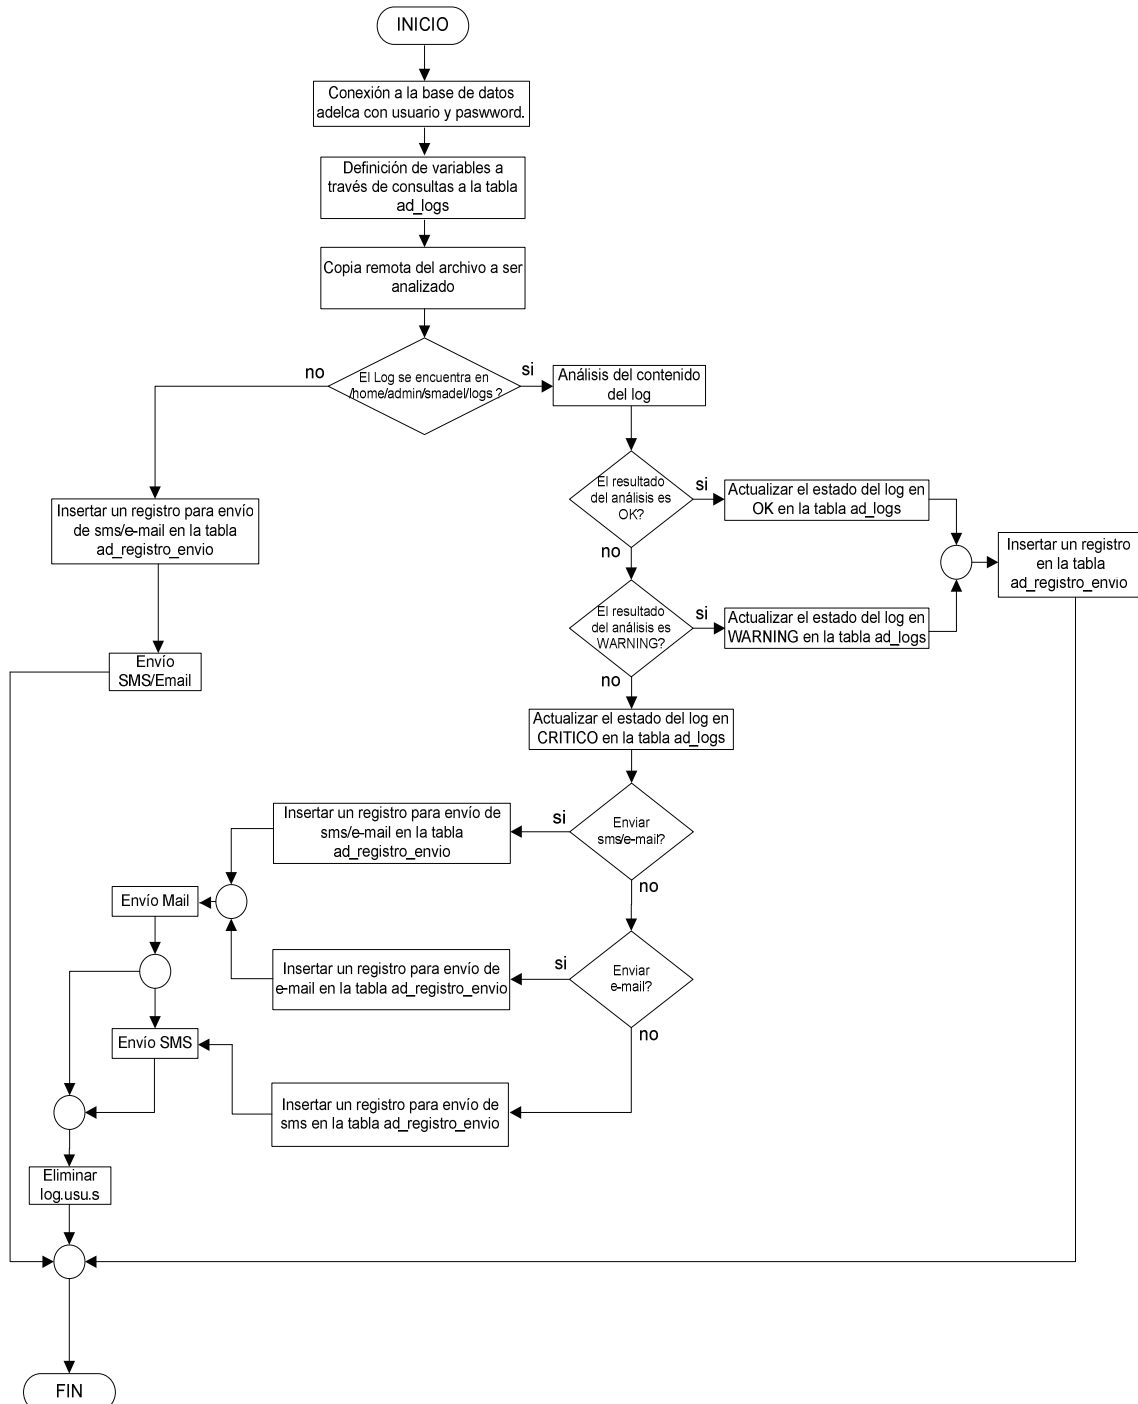 INICIO
Conexión a la base de datos
adelca con usuario y paswword.
Definición de variables a
través de consultas a la tabla
ad_logs
Copia remota del archivo a ser
analizado
no
El Log se encuentra en
/home/admin/smadel/logs ?
si
Análisis del contenido
del log
El resultado
del análisis es
OK?
si
Actualizar el estado del log en
OK en la tabla ad_logs
no
Insertar un registro para envío
de sms/e-mail en la tabla
ad_registro_envio
Insertar un registro
en la tabla
ad_registro_envio
El resultado
del análisis es
WARNING?
si
Actualizar el estado del log en
WARNING en la tabla ad_logs
no
Envío
SMS/Email
Actualizar el estado del log en
CRITICO en la tabla ad_logs
Enviar
sms/e-mail?
si
Insertar un registro para envío de
sms/e-mail en la tabla
ad_registro_envio
no
Envío Mail
Enviar
e-mail?
si
Insertar un registro para envío de
e-mail en la tabla ad_registro_envio
no
Envío SMS
Insertar un registro para envío de
sms en la tabla ad_registro_envio
Eliminar
log.usu.s
FIN